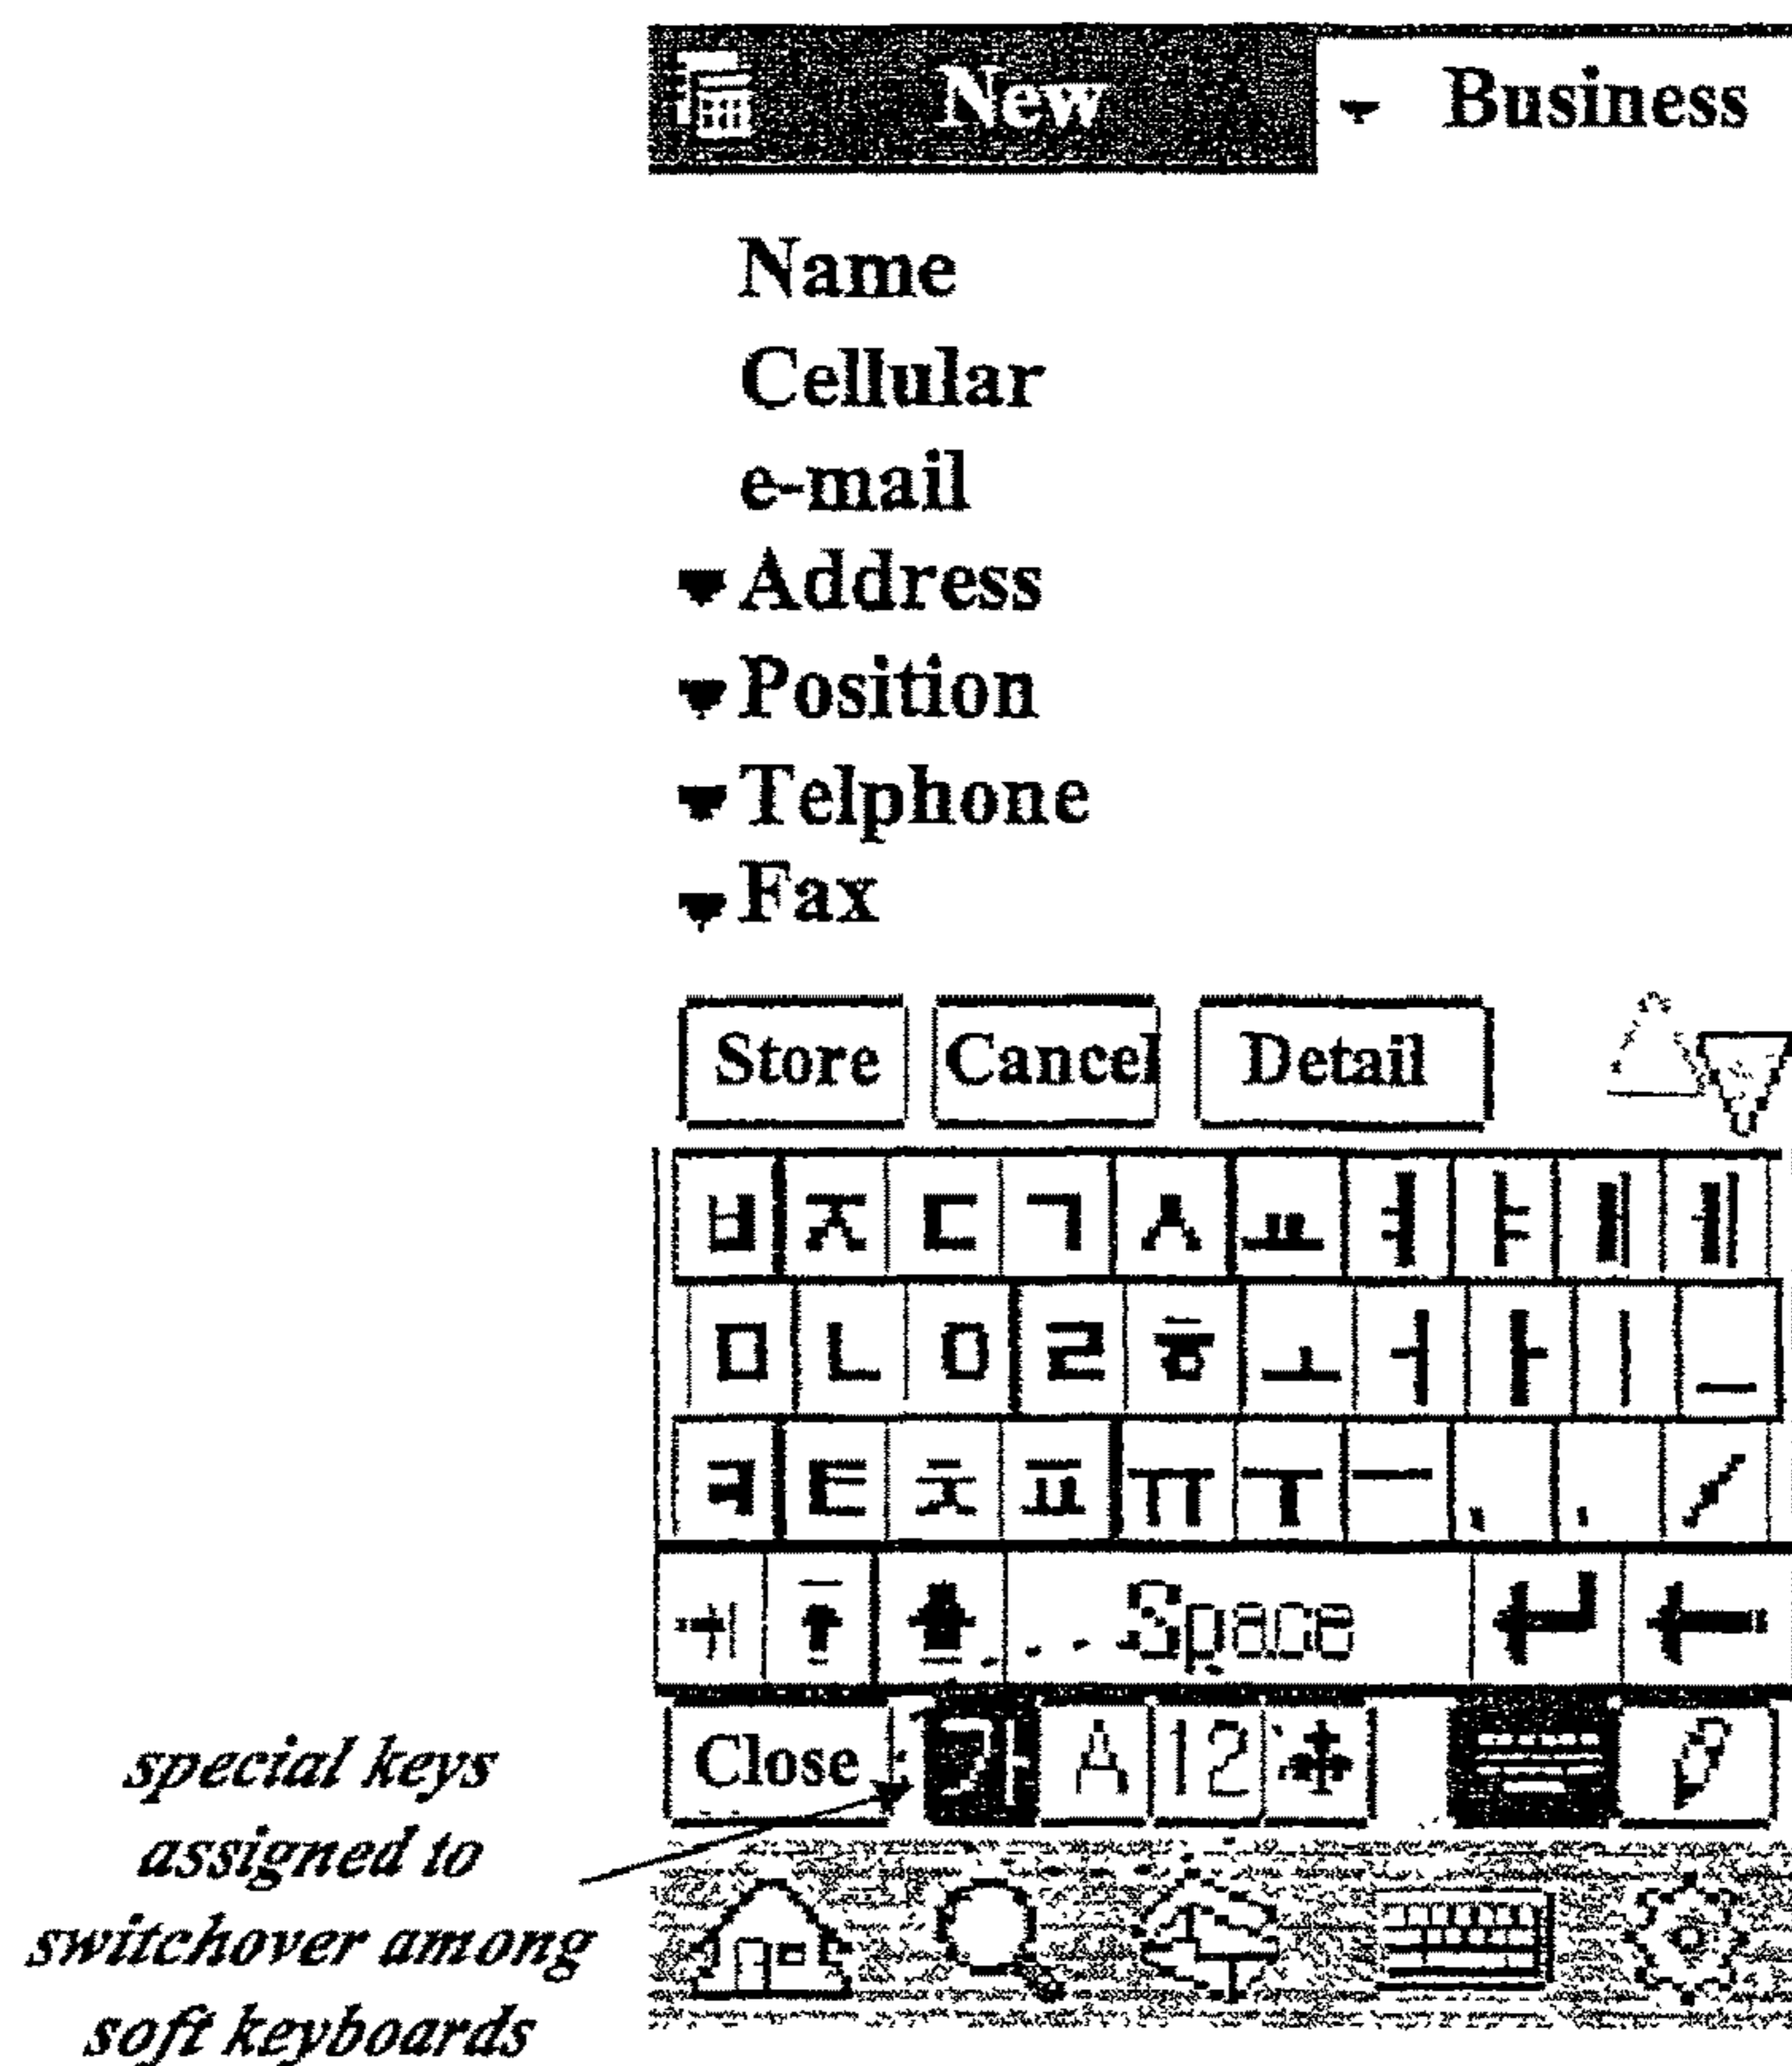 New Business
Name
Cellular
e-mail
Address
Position
Telphone
Fax
Store Cancel Detail
ㅂ ㅈ ㄷ ㄱ ㅅ ㅛ ㅕ ㅑ ㅐ ㅔ
ㅁ ㄴ ㅇ ㄹ ㅎ ㅗ ㅓ ㅏ ㅣ _
ㅋ ㅌ ㅊ ㅍ ㅠ ㅜ ㅡ , . /
Space
Close 가 A 12
special keys
assigned to
switchover among
soft keyboards